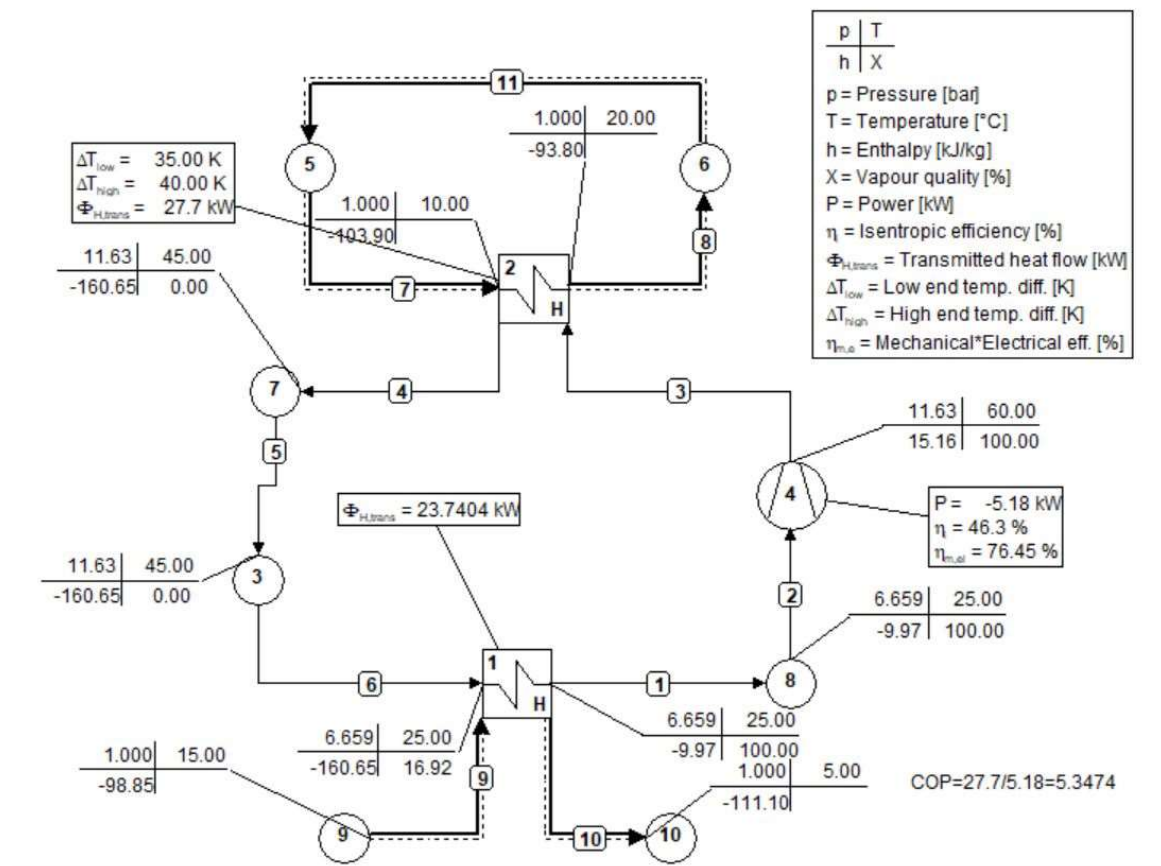 p T
h X
p = Pressure [bar]
T = Temperature [°C]
h = Enthalpy [kJ/kg]
X = Vapour quality [%]
P = Power [kW]
η = Isentropic efficiency [%]
ΦH,trans = Transmitted heat flow [kW]
ΔTlow = Low end temp. diff. [K]
ΔThigh = High end temp. diff. [K]
ηm,e = Mechanical*Electrical eff. [%]
11
1.000 20.00
-93.80
5
6
ΔTlow = 35.00 K
ΔThigh = 40.00 K
ΦH,trans = 27.7 kW
1.000 10.00
-103.90
8
11.63 45.00
-160.65 0.00
2
H
7
7
4
3
5
11.63 60.00
15.16 100.00
4
P = -5.18 kW
η = 46.3 %
ηm,el = 76.45 %
ΦH,trans = 23.7404 kW
11.63 45.00
-160.65 0.00
3
2
6.659 25.00
-9.97 100.00
6
1
H
1
8
6.659 25.00
-160.65 16.92
6.659 25.00
-9.97 100.00
1.000 15.00
-98.85
9
1.000 5.00
-111.10
COP=27.7/5.18=5.3474
9
10
10